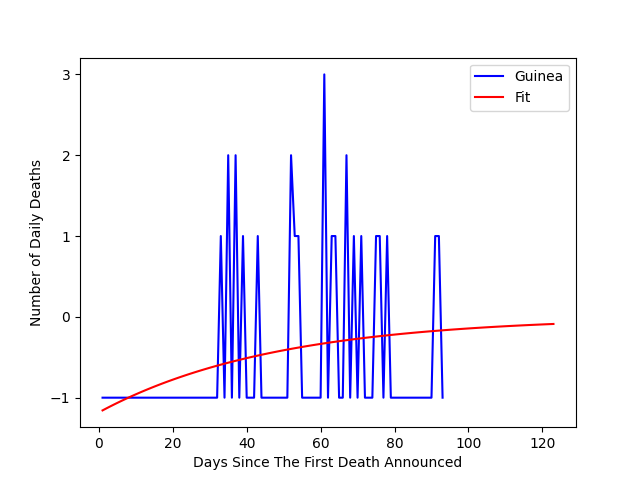 Guinea
Fit
3
2
1
0
−1
Number of Daily Deaths
0 20 40 60 80 100 120
Days Since The First Death Announced